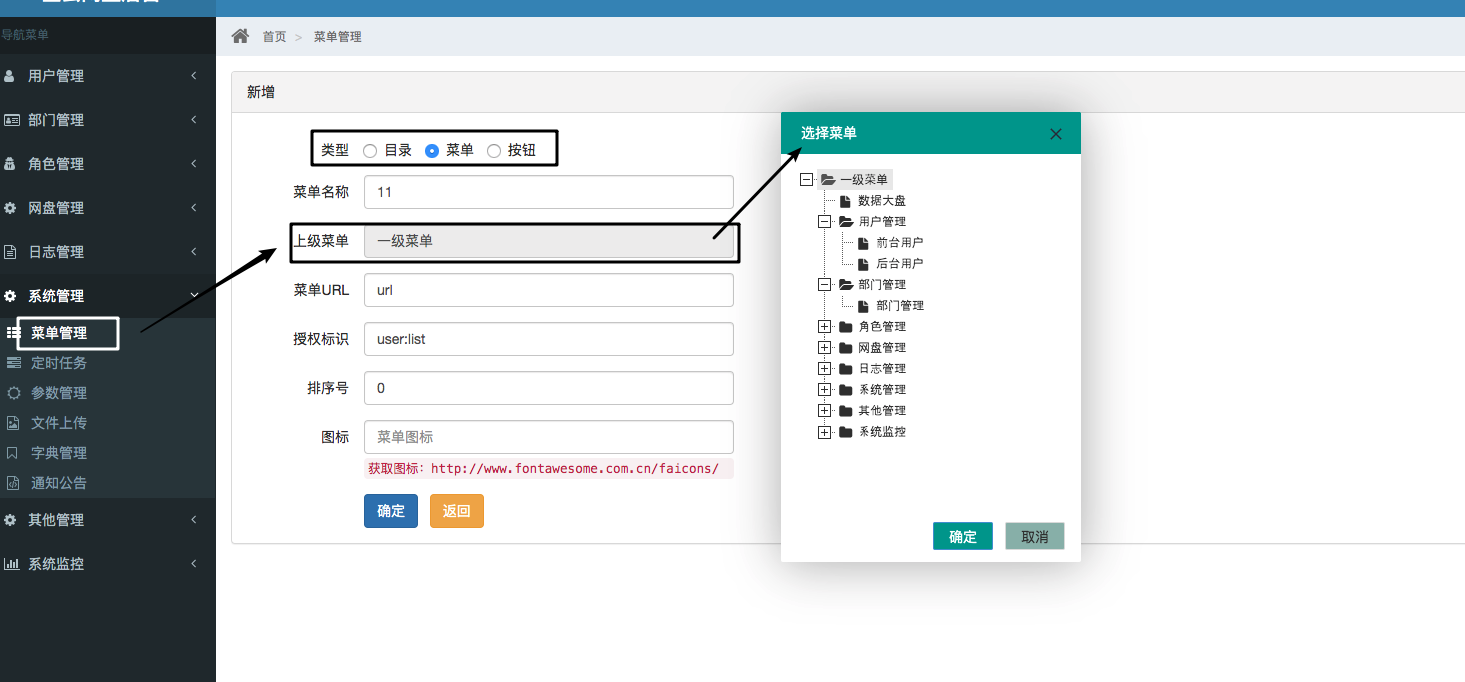 导航菜单
用户管理
部门管理
角色管理
网盘管理
日志管理
系统管理
菜单管理
定时任务
参数管理
文件上传
字典管理
通知公告
其他管理
系统监控
首页 > 菜单管理
新增
类型 目录 菜单 按钮
菜单名称 11
上级菜单 一级菜单
菜单URL url
授权标识 user:list
排序号 0
图标 菜单图标
获取图标：http://www.fontawesome.com.cn/faicons/
确定 返回
选择菜单
一级菜单
数据大盘
用户管理
前台用户
后台用户
部门管理
部门管理
角色管理
网盘管理
日志管理
系统管理
其他管理
系统监控
确定 取消